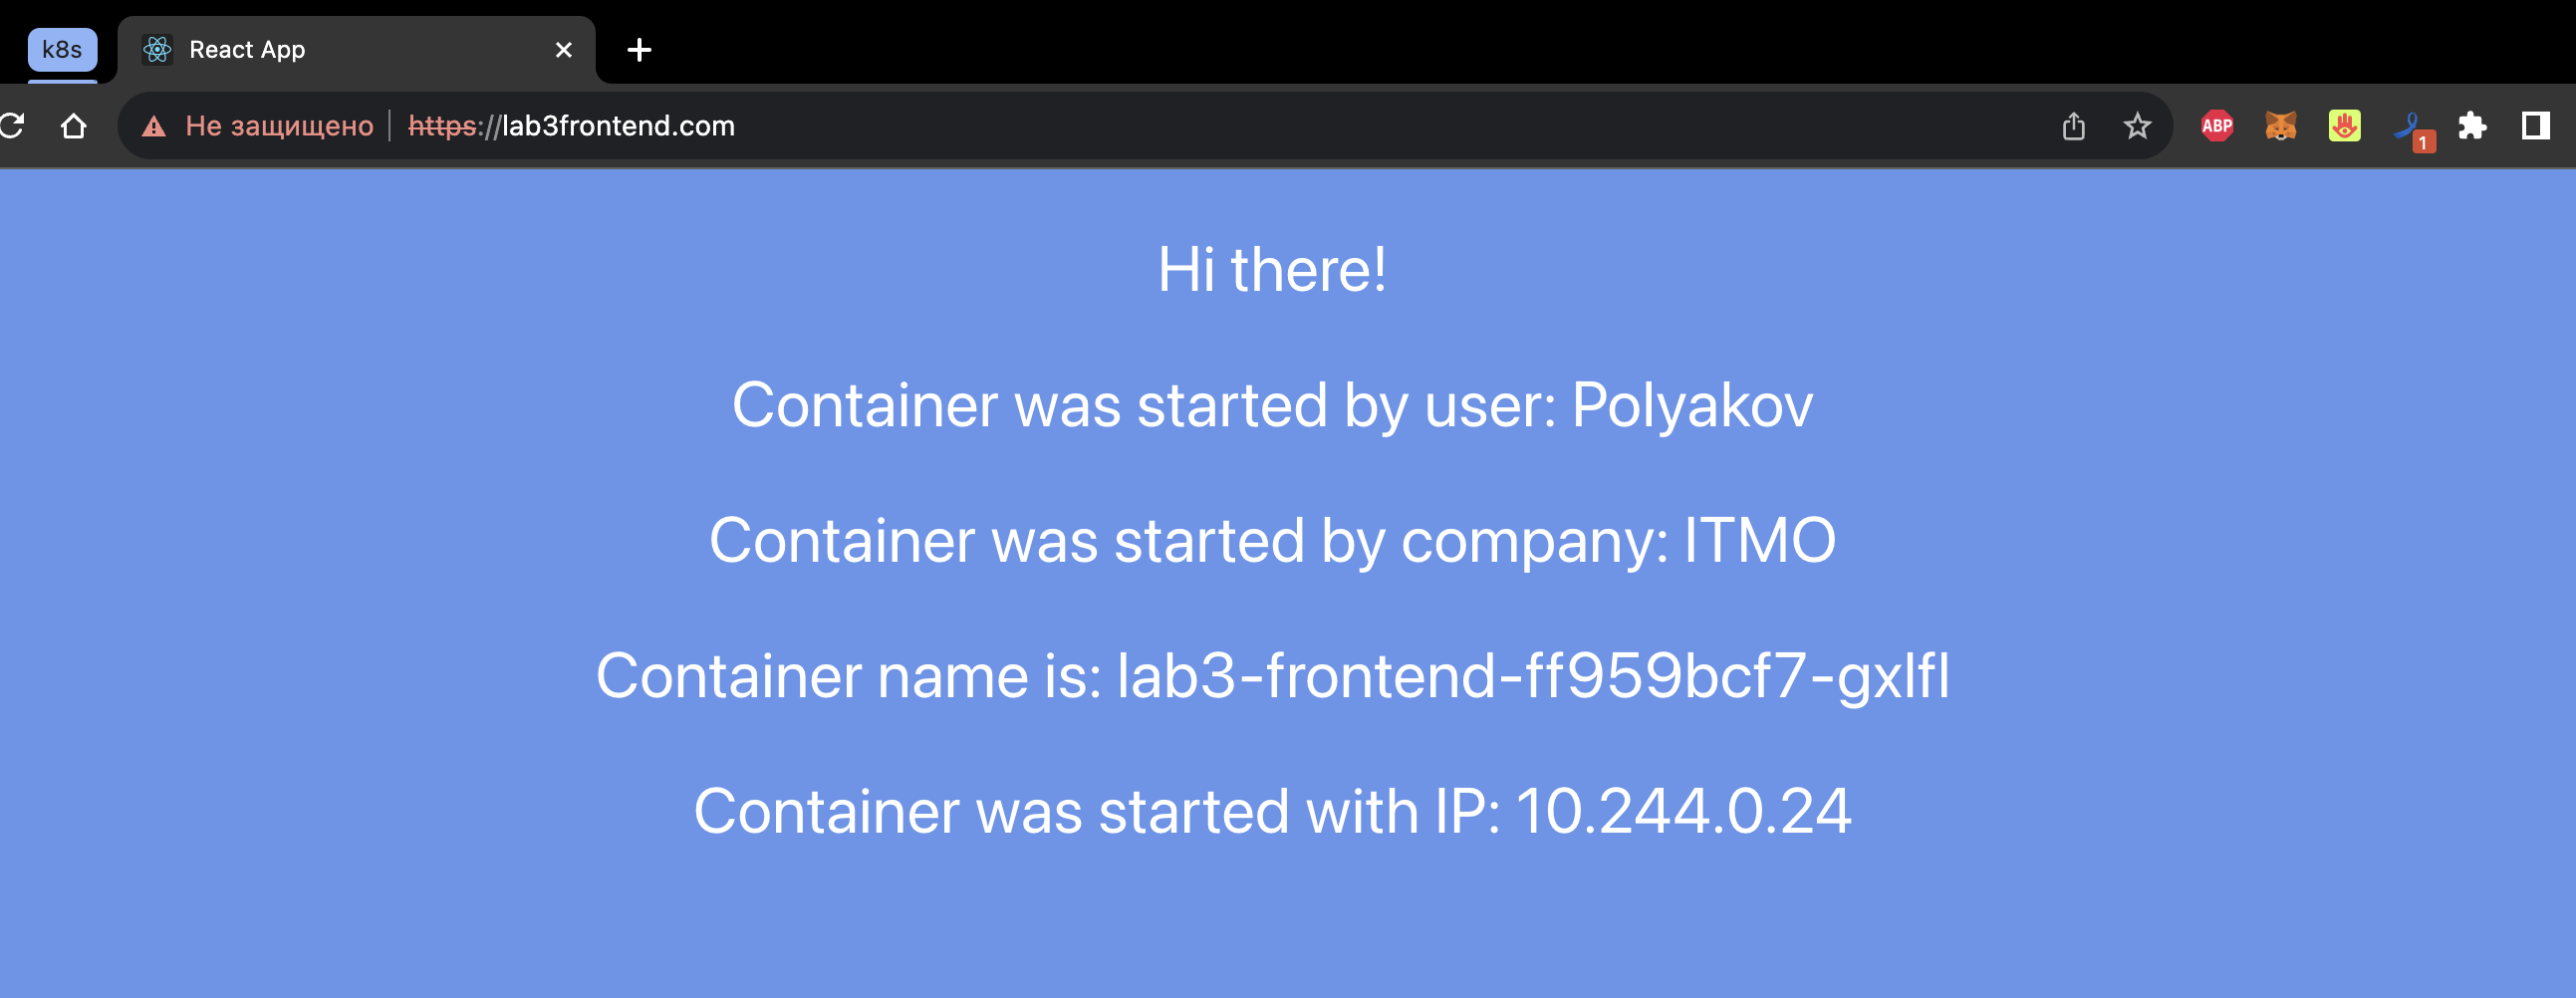 k8s React App
Не защищено https://lab3frontend.com ABP 1
Hi there!
Container was started by user: Polyakov
Container was started by company: ITMO
Container name is: lab3-frontend-ff959bcf7-gxlfl
Container was started with IP: 10.244.0.24